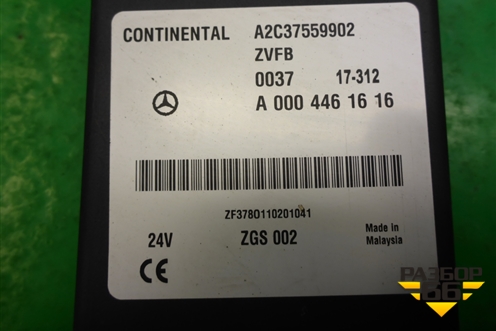 CONTINENTAL A2C37559902
ZVFB
0037 17-312
A 000 446 16 16
ZF3780110201041
24V ZGS 002 Made in
Malaysia
CE
РАЗБОР
66